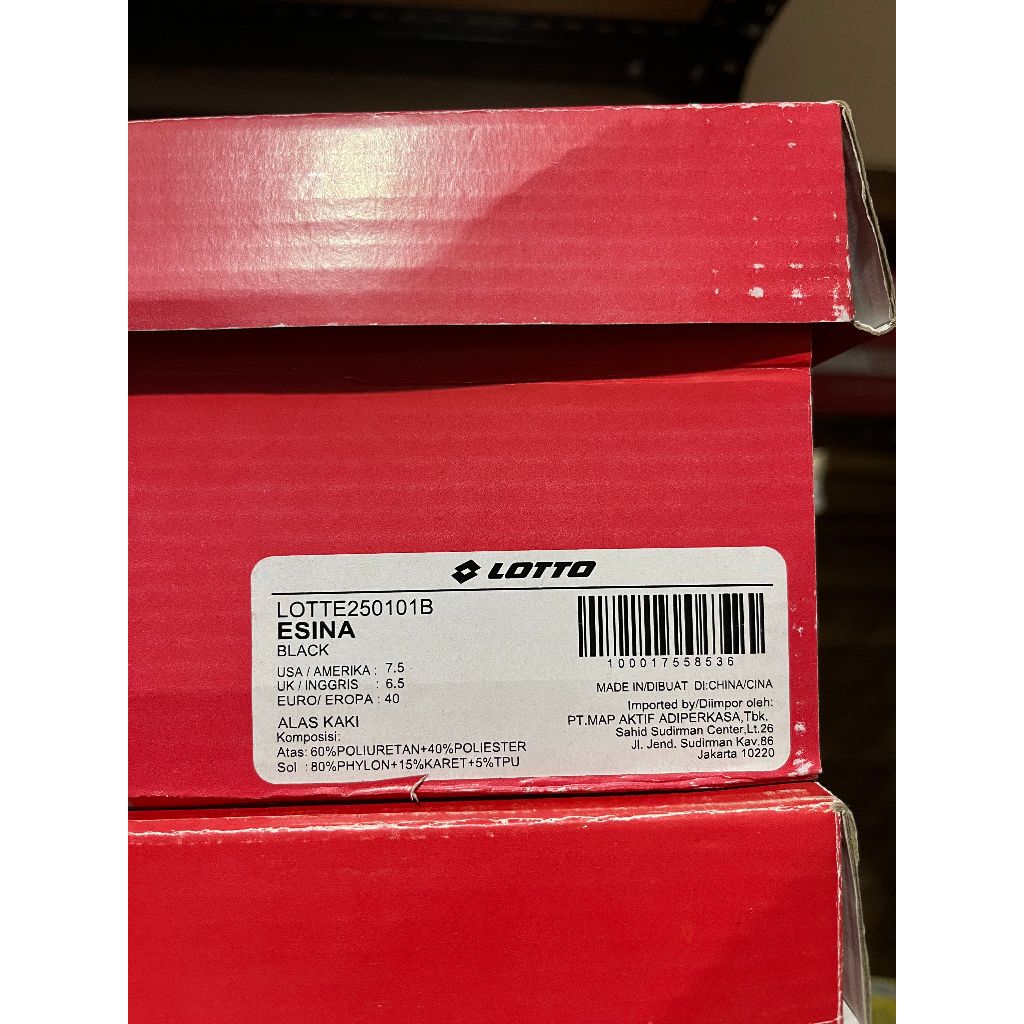 LOTTO
LOTTE250101B
ESINA
BLACK
USA / AMERIKA : 7.5
UK / INGGRIS : 6.5
EURO/ EROPA : 40
ALAS KAKI
Komposisi:
Atas: 60%POLIURETAN+40%POLIESTER
Sol : 80%PHYLON+15%KARET+5%TPU
100017558536
MADE IN/DIBUAT DI:CHINA/CINA
Imported by/Diimpor oleh:
PT.MAP AKTIF ADIPERKASA,Tbk.
Sahid Sudirman Center,Lt.26
Jl. Jend. Sudirman Kav.86
Jakarta 10220